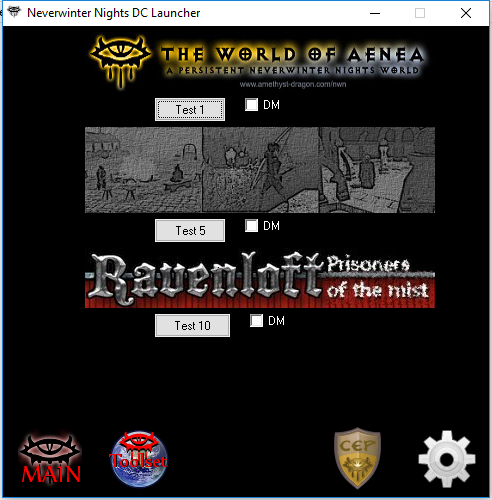 Neverwinter Nights DC Launcher
THE WORLD OF AENEA
A PERSISTENT NEVERWINTER NIGHTS WORLD
www.amethyst-dragon.com/nwn
Test 1
DM
Test 5
DM
Ravenloft Prisoners
of the mist
Test 10
DM
MAIN
Toolset
CEP